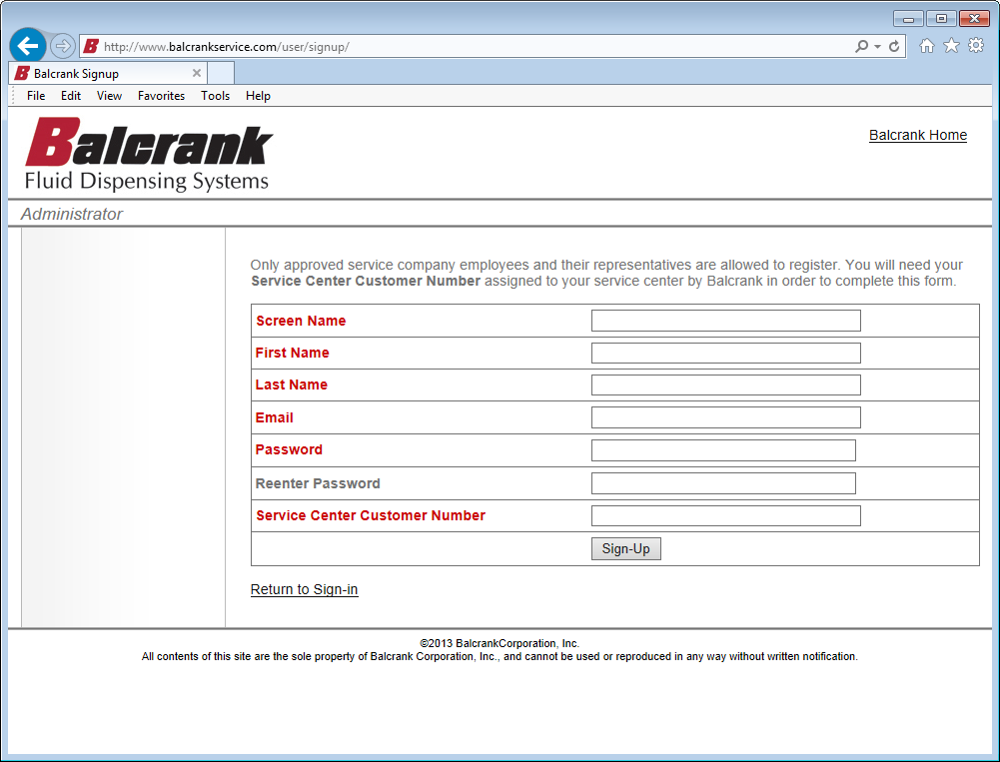 http://www.balcrankservice.com/user/signup/
B Balcrank Signup
File Edit View Favorites Tools Help
Balcrank
Fluid Dispensing Systems
Balcrank Home
Administrator
Only approved service company employees and their representatives are allowed to register. You will need your
Service Center Customer Number assigned to your service center by Balcrank in order to complete this form.
Screen Name
First Name
Last Name
Email
Password
Reenter Password
Service Center Customer Number
Sign-Up
Return to Sign-in
©2013 BalcrankCorporation, Inc.
All contents of this site are the sole property of Balcrank Corporation, Inc., and cannot be used or reproduced in any way without written notification.